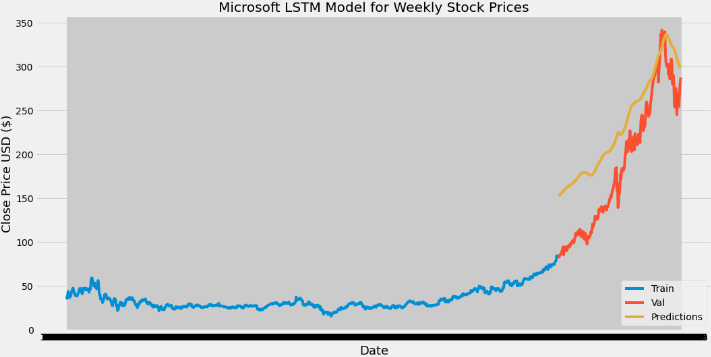 Microsoft LSTM Model for Weekly Stock Prices
350
300
250
200
150
100
50
0
Close Price USD ($)
Train
Val
Predictions
Date